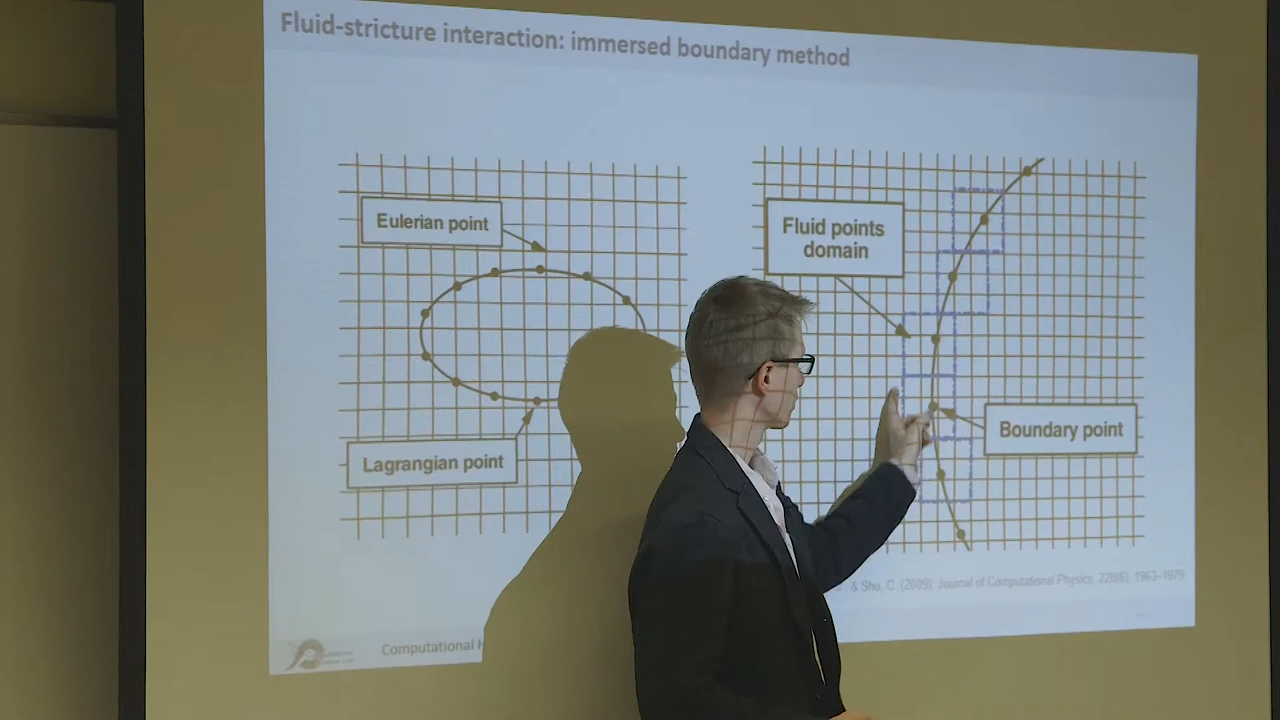 Fluid-stricture interaction: immersed boundary method
Eulerian point
Lagrangian point
Fluid points
domain
Boundary point
& Shu, C. (2009), Journal of Computational Physics, 228(6), 1963–1979
Computational